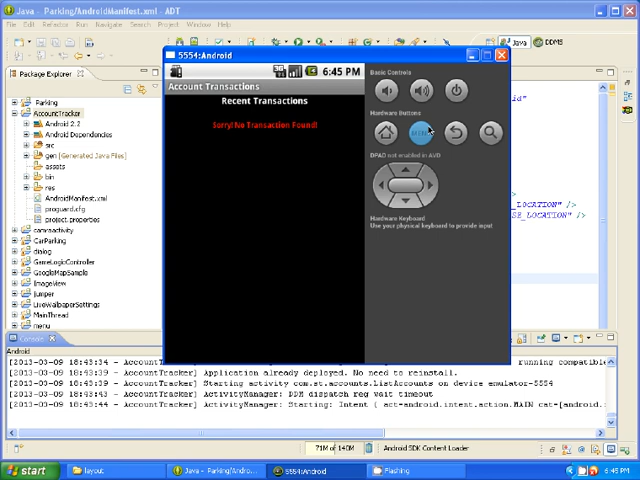 Java - Parking/AndroidManifest.xml - ADT
File Edit Refactor Run Navigate Search Project Window Help
Java
DDMS
5554:Android
6:45 PM
Account Transactions
Recent Transactions
Sorry! No Transaction Found!
Basic Controls
Hardware Buttons
MENU
DPAD not enabled in AVD
Hardware Keyboard
Use your physical keyboard to provide input
Package Explorer
Parking
AccountTracker
Android 2.2
Android Dependencies
src
gen [Generated Java Files]
assets
bin
res
AndroidManifest.xml
proguard.cfg
project.properties
camraactivity
CarParking
dialog
GameLogicController
GoogleMapSample
ImageView
jumper
LiveWallpaperSettings
MainThread
menu
_LOCATION" />
SE_LOCATION" />
Console
Android
[2013-03-09 18:43:34 - AccountTracker]
running compatible
[2013-03-09 18:43:39 - AccountTracker] Application already deployed. No need to reinstall.
[2013-03-09 18:43:39 - AccountTracker] Starting activity com.st.accounts.ListAccounts on device emulator-5554
[2013-03-09 18:43:43 - AccountTracker] ActivityManager: DDM dispatch reg wait timeout
[2013-03-09 18:43:44 - AccountTracker] ActivityManager: Starting: Intent { act=android.intent.action.MAIN cat=[android.
71M of 140M
Android SDK Content Loader
start
layout
Java - Parking/Andro...
5554:Android
Flashing
6:45 PM